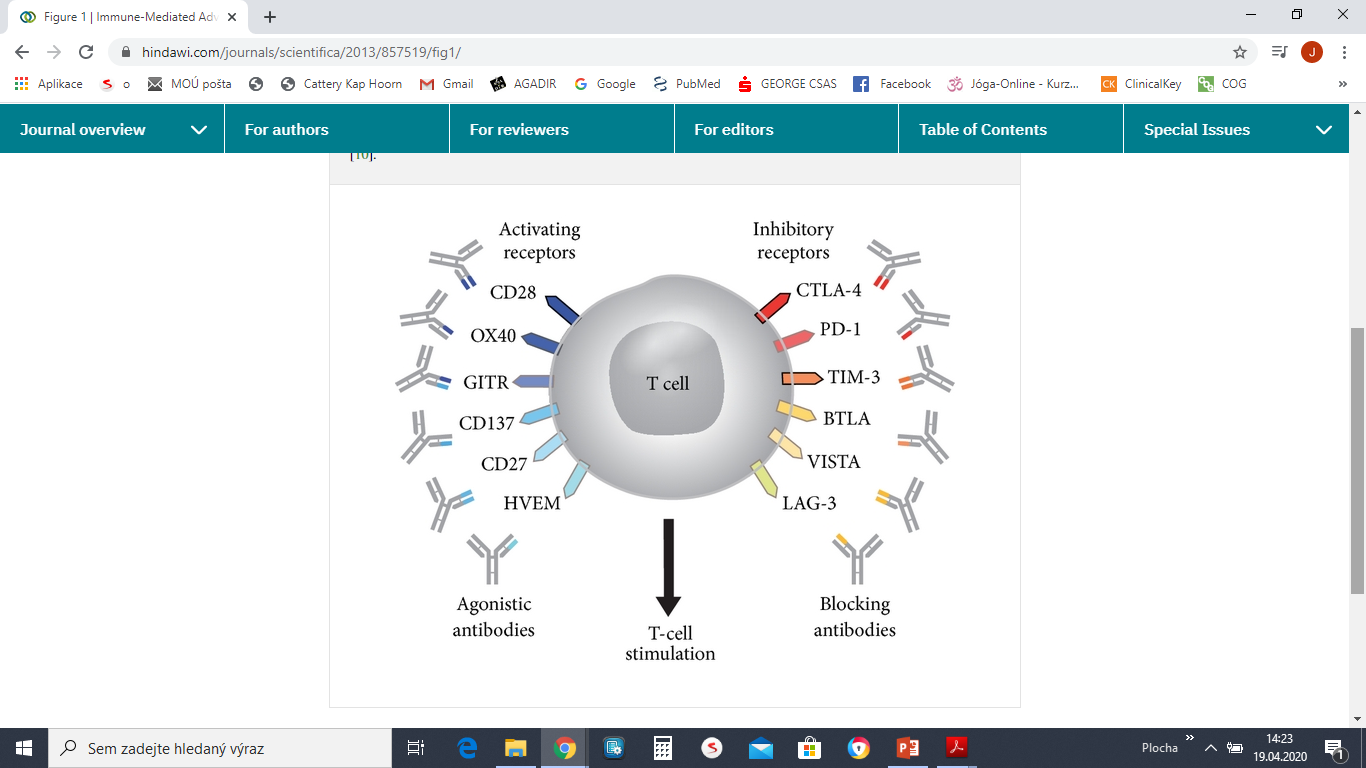 Figure 1 | Immune-Mediated Adv
hindawi.com/journals/scientifica/2013/857519/fig1/
J
Aplikace
o
MOÚ pošta
Cattery Kap Hoorn
Gmail
AGADIR
Google
PubMed
GEORGE CSAS
Facebook
Jóga-Online - Kurz...
ClinicalKey
COG
»
Journal overview
For authors
For reviewers
For editors
Table of Contents
Special Issues
[10].
Activating
receptors
Inhibitory
receptors
CD28
OX40
GITR
CD137
CD27
HVEM
T cell
CTLA-4
PD-1
TIM-3
BTLA
VISTA
LAG-3
Agonistic
antibodies
T-cell
stimulation
Blocking
antibodies
Sem zadejte hledaný výraz
Plocha
»
14:23
19.04.2020
1